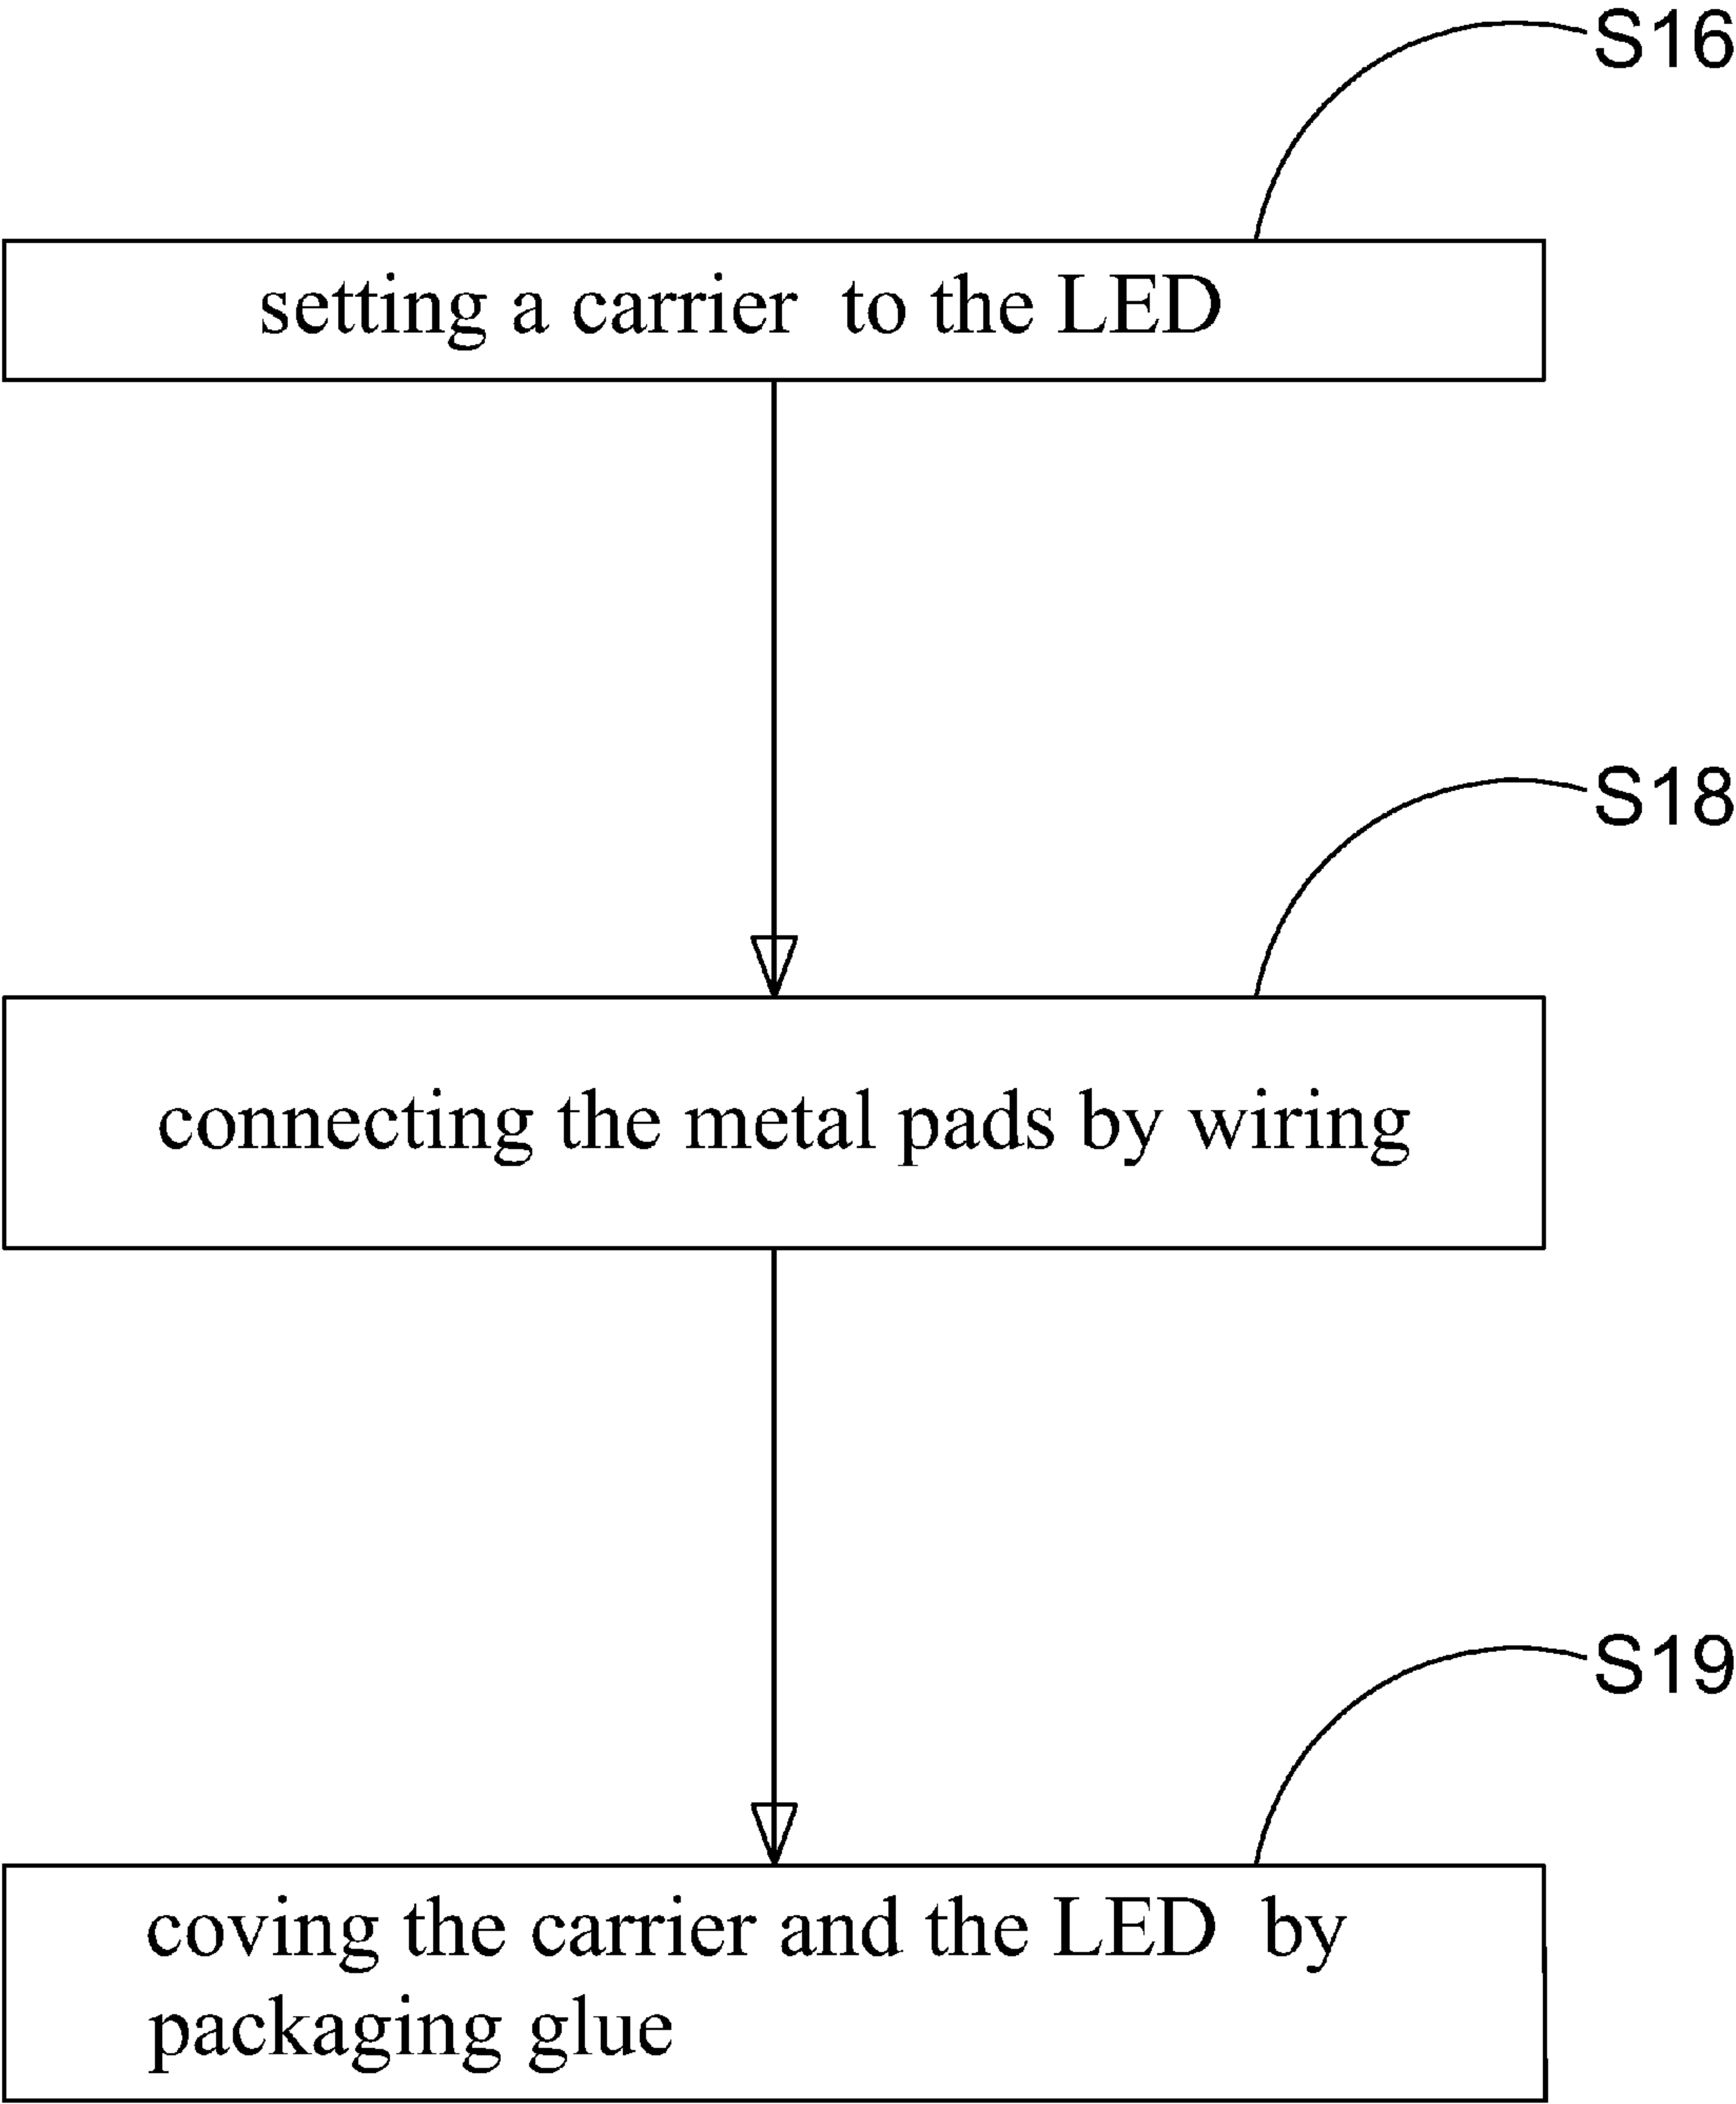 S16
setting a carrier to the LED
S18
connecting the metal pads by wiring
S19
coving the carrier and the LED by
packaging glue